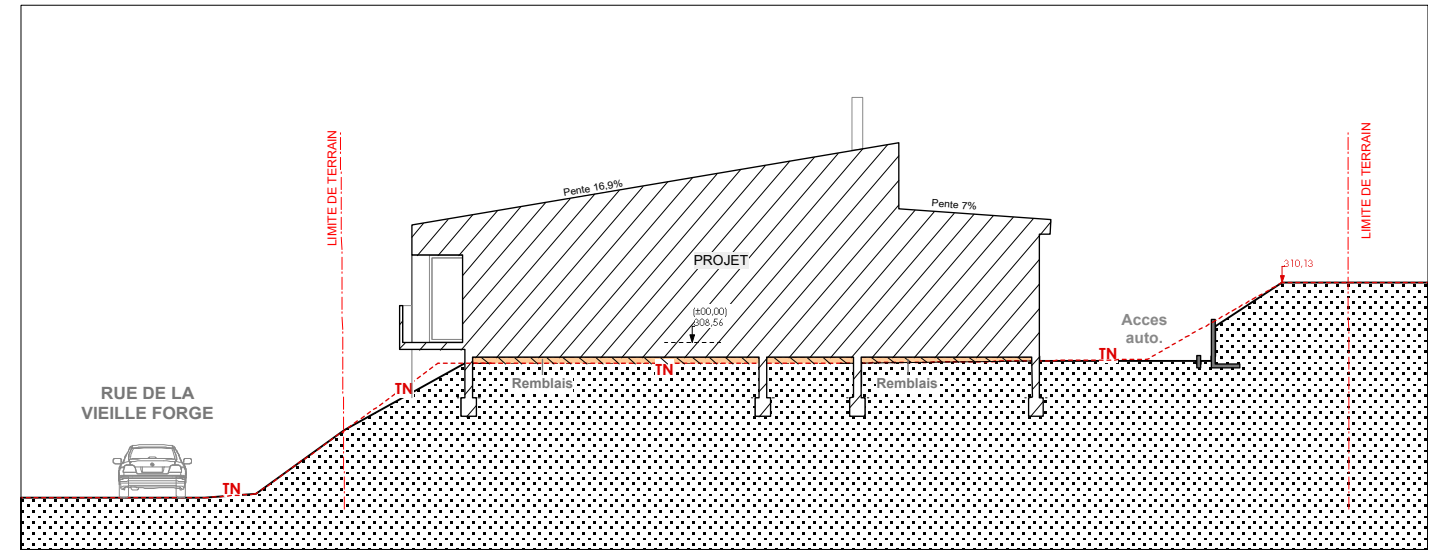 LIMITE DE TERRAIN
LIMITE DE TERRAIN
Pente 16,9%
Pente 7%
PROJET
310,13
(±00,00)
308,56
Acces
auto.
TN
TN
TN
Remblais
Remblais
RUE DE LA
VIEILLE FORGE
TN